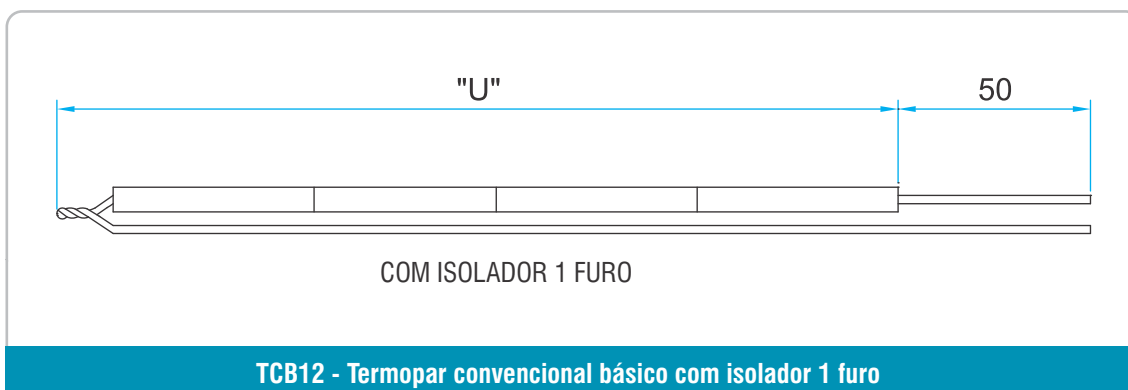 "U" 50
COM ISOLADOR 1 FURO
TCB12 - Termopar convencional básico com isolador 1 furo